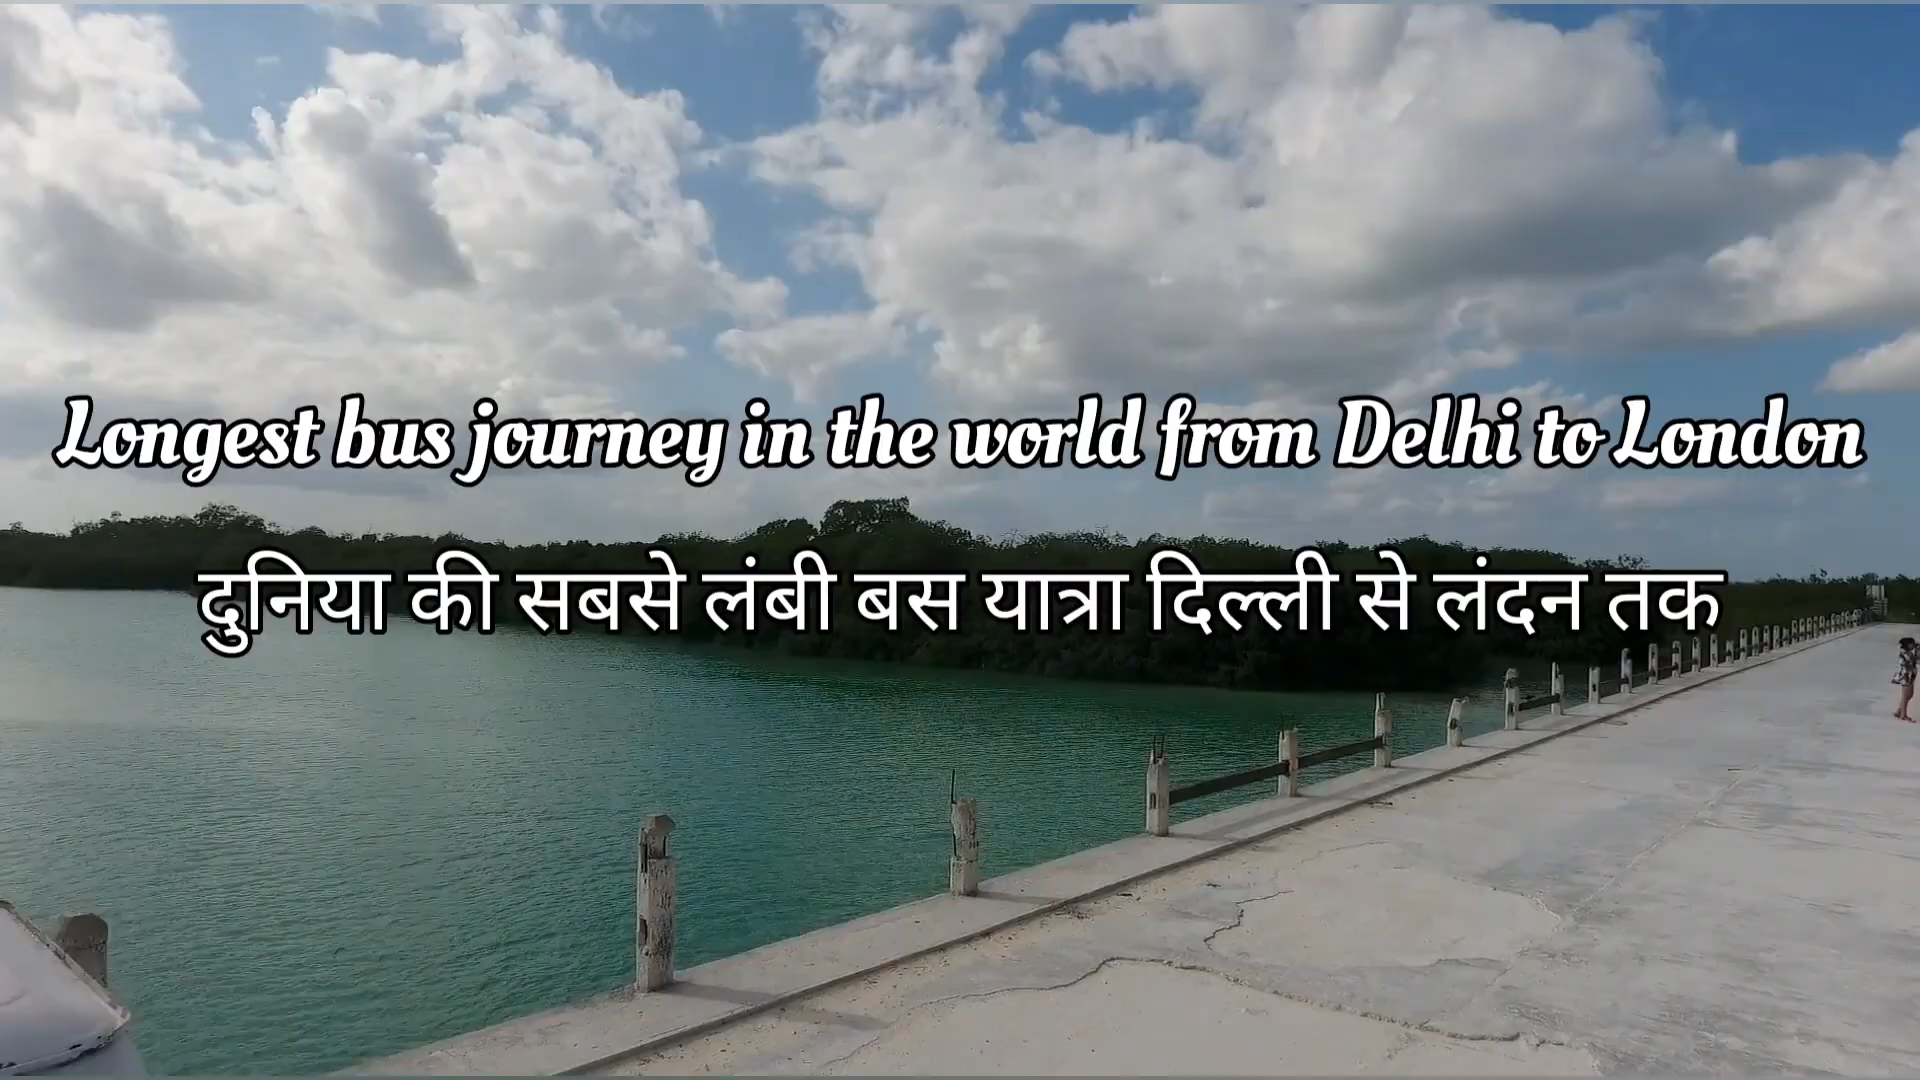 Longest bus journey in the world from Delhi to London
दुनिया की सबसे लंबी बस यात्रा दिल्ली से लंदन तक